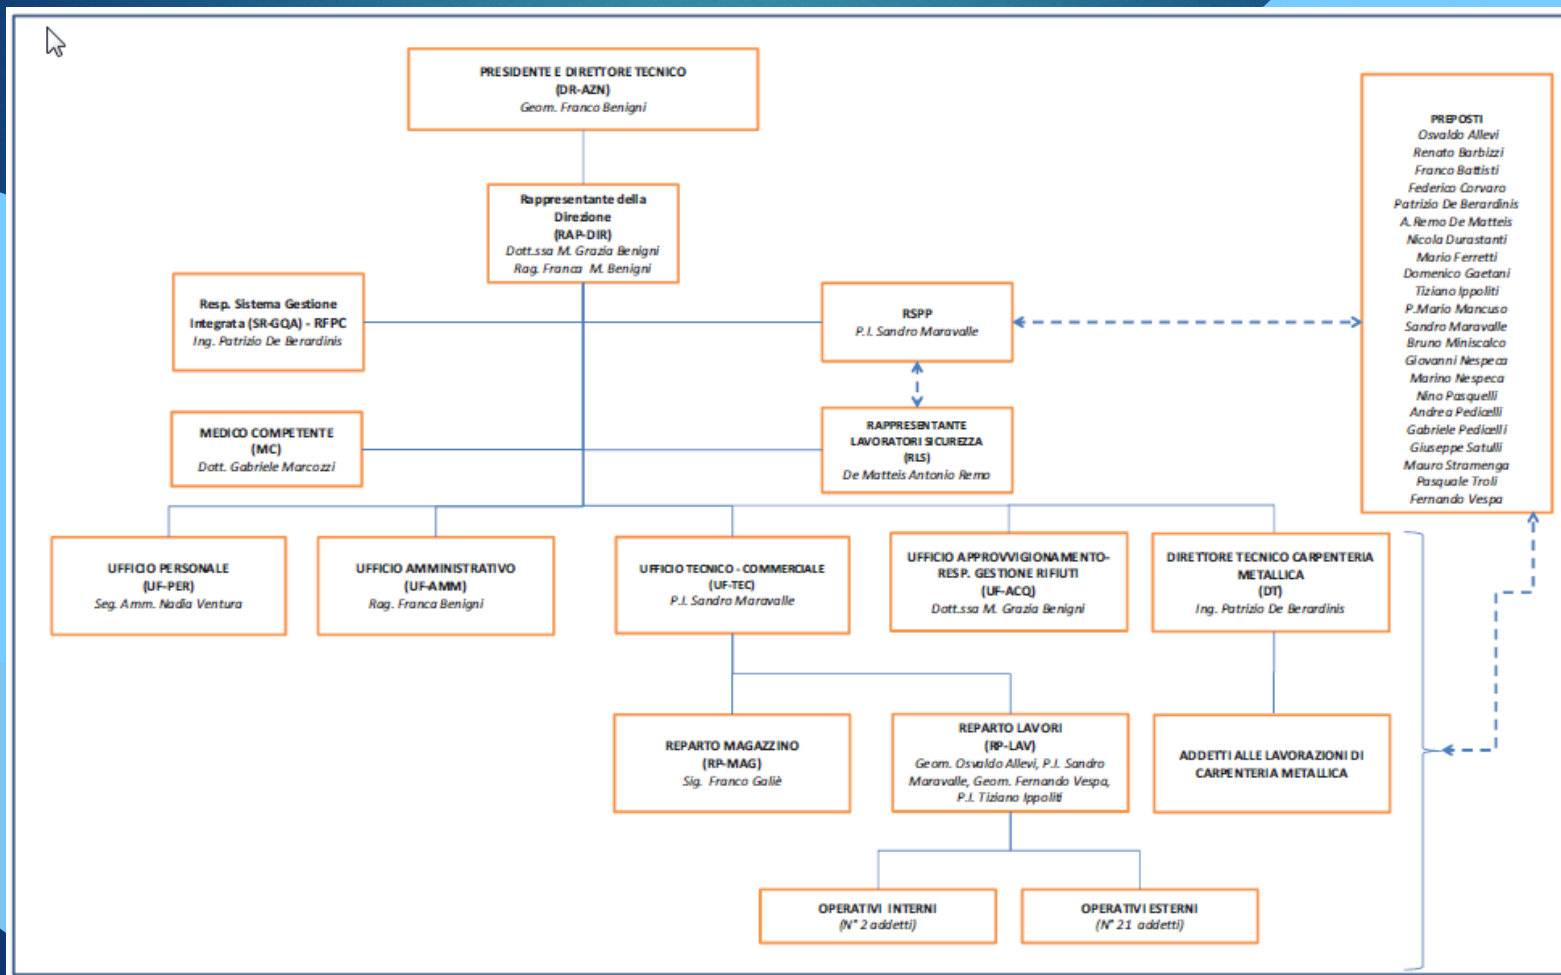 PRESIDENTE E DIRETTORE TECNICO
(DR-AZN)
Geom. Franco Benigni
Rappresentante della
Direzione
(RAP-DIR)
Dott.ssa M. Grazia Benigni
Rag. Franca M. Benigni
Resp. Sistema Gestione
Integrata (SR-GQA) - RFPC
Ing. Patrizio De Berardinis
RSPP
P.I. Sandro Maravalle
MEDICO COMPETENTE
(MC)
Dott. Gabriele Marcozzi
RAPPRESENTANTE
LAVORATORI SICUREZZA
(RLS)
De Matteis Antonio Remo
PREPOSTI
Osvaldo Allevi
Renato Barbizzi
Franco Battisti
Federico Corvaro
Patrizio De Berardinis
A.Remo De Matteis
Nicola Durastanti
Mario Ferretti
Domenico Gaetani
Tiziano Ippoliti
P.Mario Mancuso
Sandro Maravalle
Bruno Miniscalco
Giovanni Nespeca
Marino Nespeca
Nino Pasquelli
Andrea Pedicelli
Gabriele Pedicelli
Giuseppe Satulli
Mauro Stramenga
Pasquale Troli
Fernando Vespa
UFFICIO PERSONALE
(UF-PER)
Seg. Amm. Nadia Ventura
UFFICIO AMMINISTRATIVO
(UF-AMM)
Rag. Franca Benigni
UFFICIO TECNICO - COMMERCIALE
(UF-TEC)
P.I. Sandro Maravalle
UFFICIO APPROVVIGIONAMENTO-
RESP. GESTIONE RIFIUTI
(UF-ACQ)
Dott.ssa M. Grazia Benigni
DIRETTORE TECNICO CARPENTERIA
METALLICA
(DT)
Ing. Patrizio De Berardinis
REPARTO MAGAZZINO
(RP-MAG)
Sig. Franco Galiè
REPARTO LAVORI
(RP-LAV)
Geom. Osvaldo Allevi, P.I. Sandro
Maravalle, Geom. Fernando Vespa,
P.I. Tiziano Ippoliti
ADDETTI ALLE LAVORAZIONI DI
CARPENTERIA METALLICA
OPERATIVI INTERNI
(N° 2 addetti)
OPERATIVI ESTERNI
(N° 21 addetti)